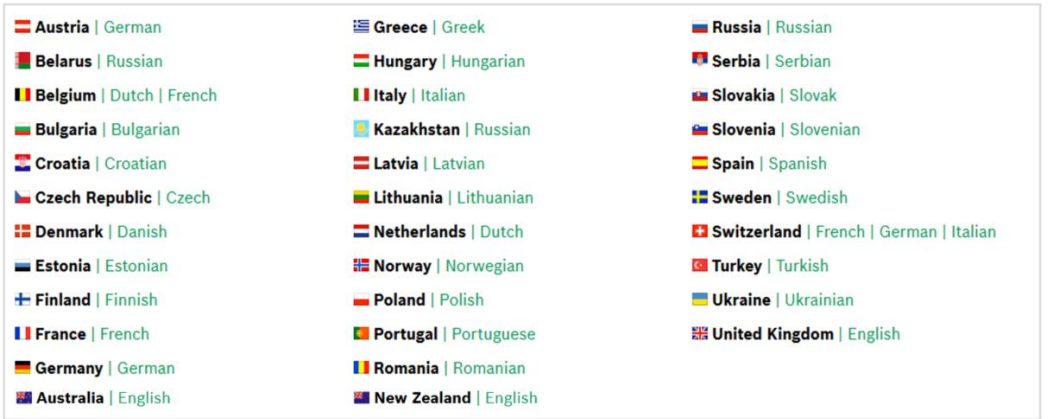 Austria | German
Belarus | Russian
Belgium | Dutch | French
Bulgaria | Bulgarian
Croatia | Croatian
Czech Republic | Czech
Denmark | Danish
Estonia | Estonian
Finland | Finnish
France | French
Germany | German
Australia | English
Greece | Greek
Hungary | Hungarian
Italy | Italian
Kazakhstan | Russian
Latvia | Latvian
Lithuania | Lithuanian
Netherlands | Dutch
Norway | Norwegian
Poland | Polish
Portugal | Portuguese
Romania | Romanian
New Zealand | English
Russia | Russian
Serbia | Serbian
Slovakia | Slovak
Slovenia | Slovenian
Spain | Spanish
Sweden | Swedish
Switzerland | French | German | Italian
Turkey | Turkish
Ukraine | Ukrainian
United Kingdom | English